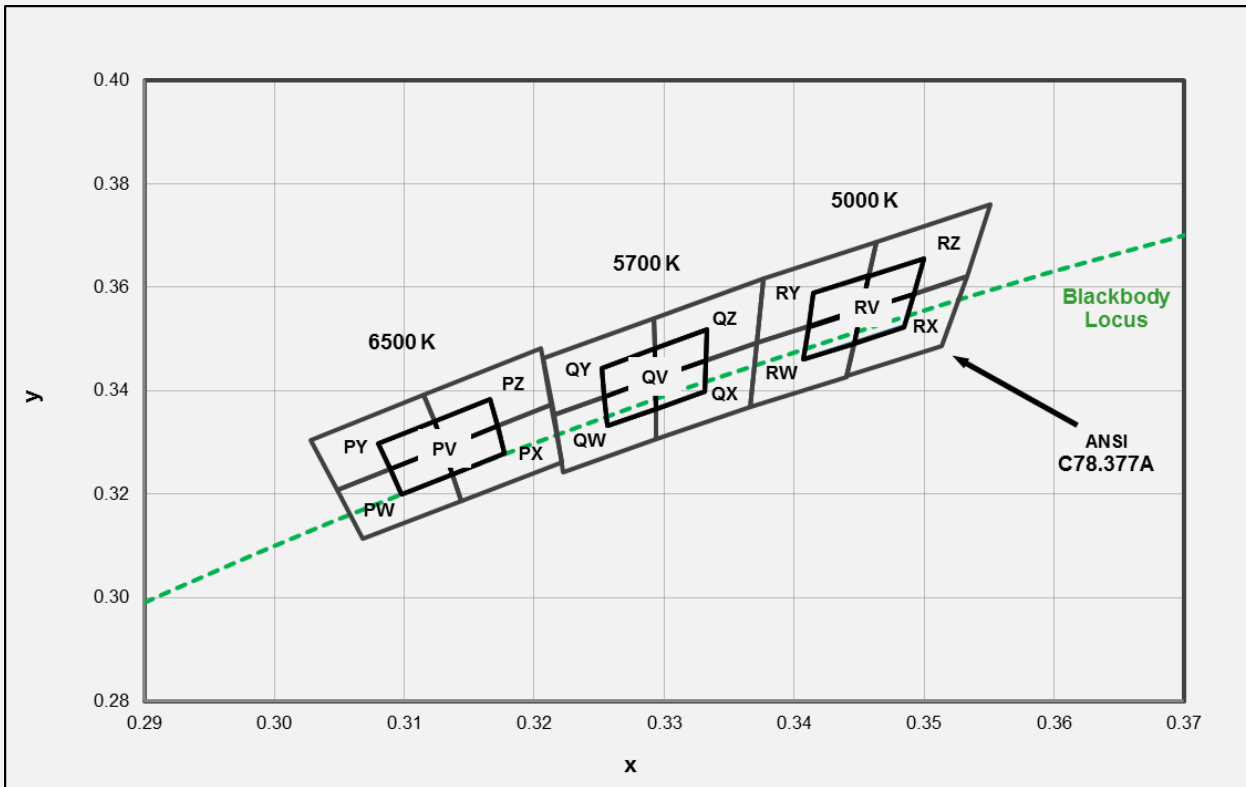 0.40
0.38
0.36
0.34
0.32
0.30
0.28
y
5000 K
RZ
5700 K
RY
RV
Blackbody
Locus
RX
QZ
6500 K
QY
QV
RW
PZ
QX
ANSI
C78.377A
PY
PV
QW
PX
PW
0.29
0.30
0.31
0.32
0.33
0.34
0.35
0.36
0.37
x